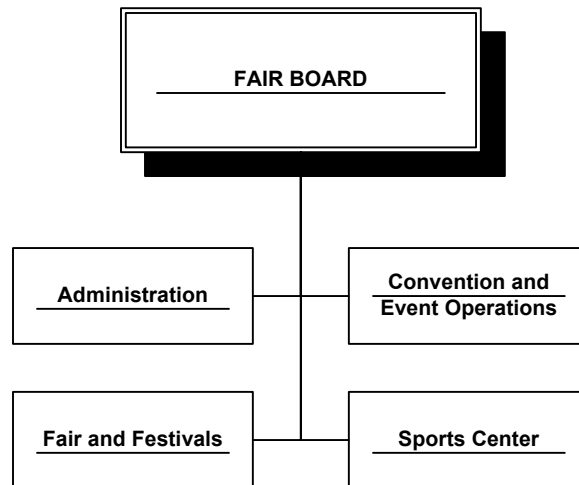 FAIR BOARD
Administration
Convention and
Event Operations
Fair and Festivals
Sports Center